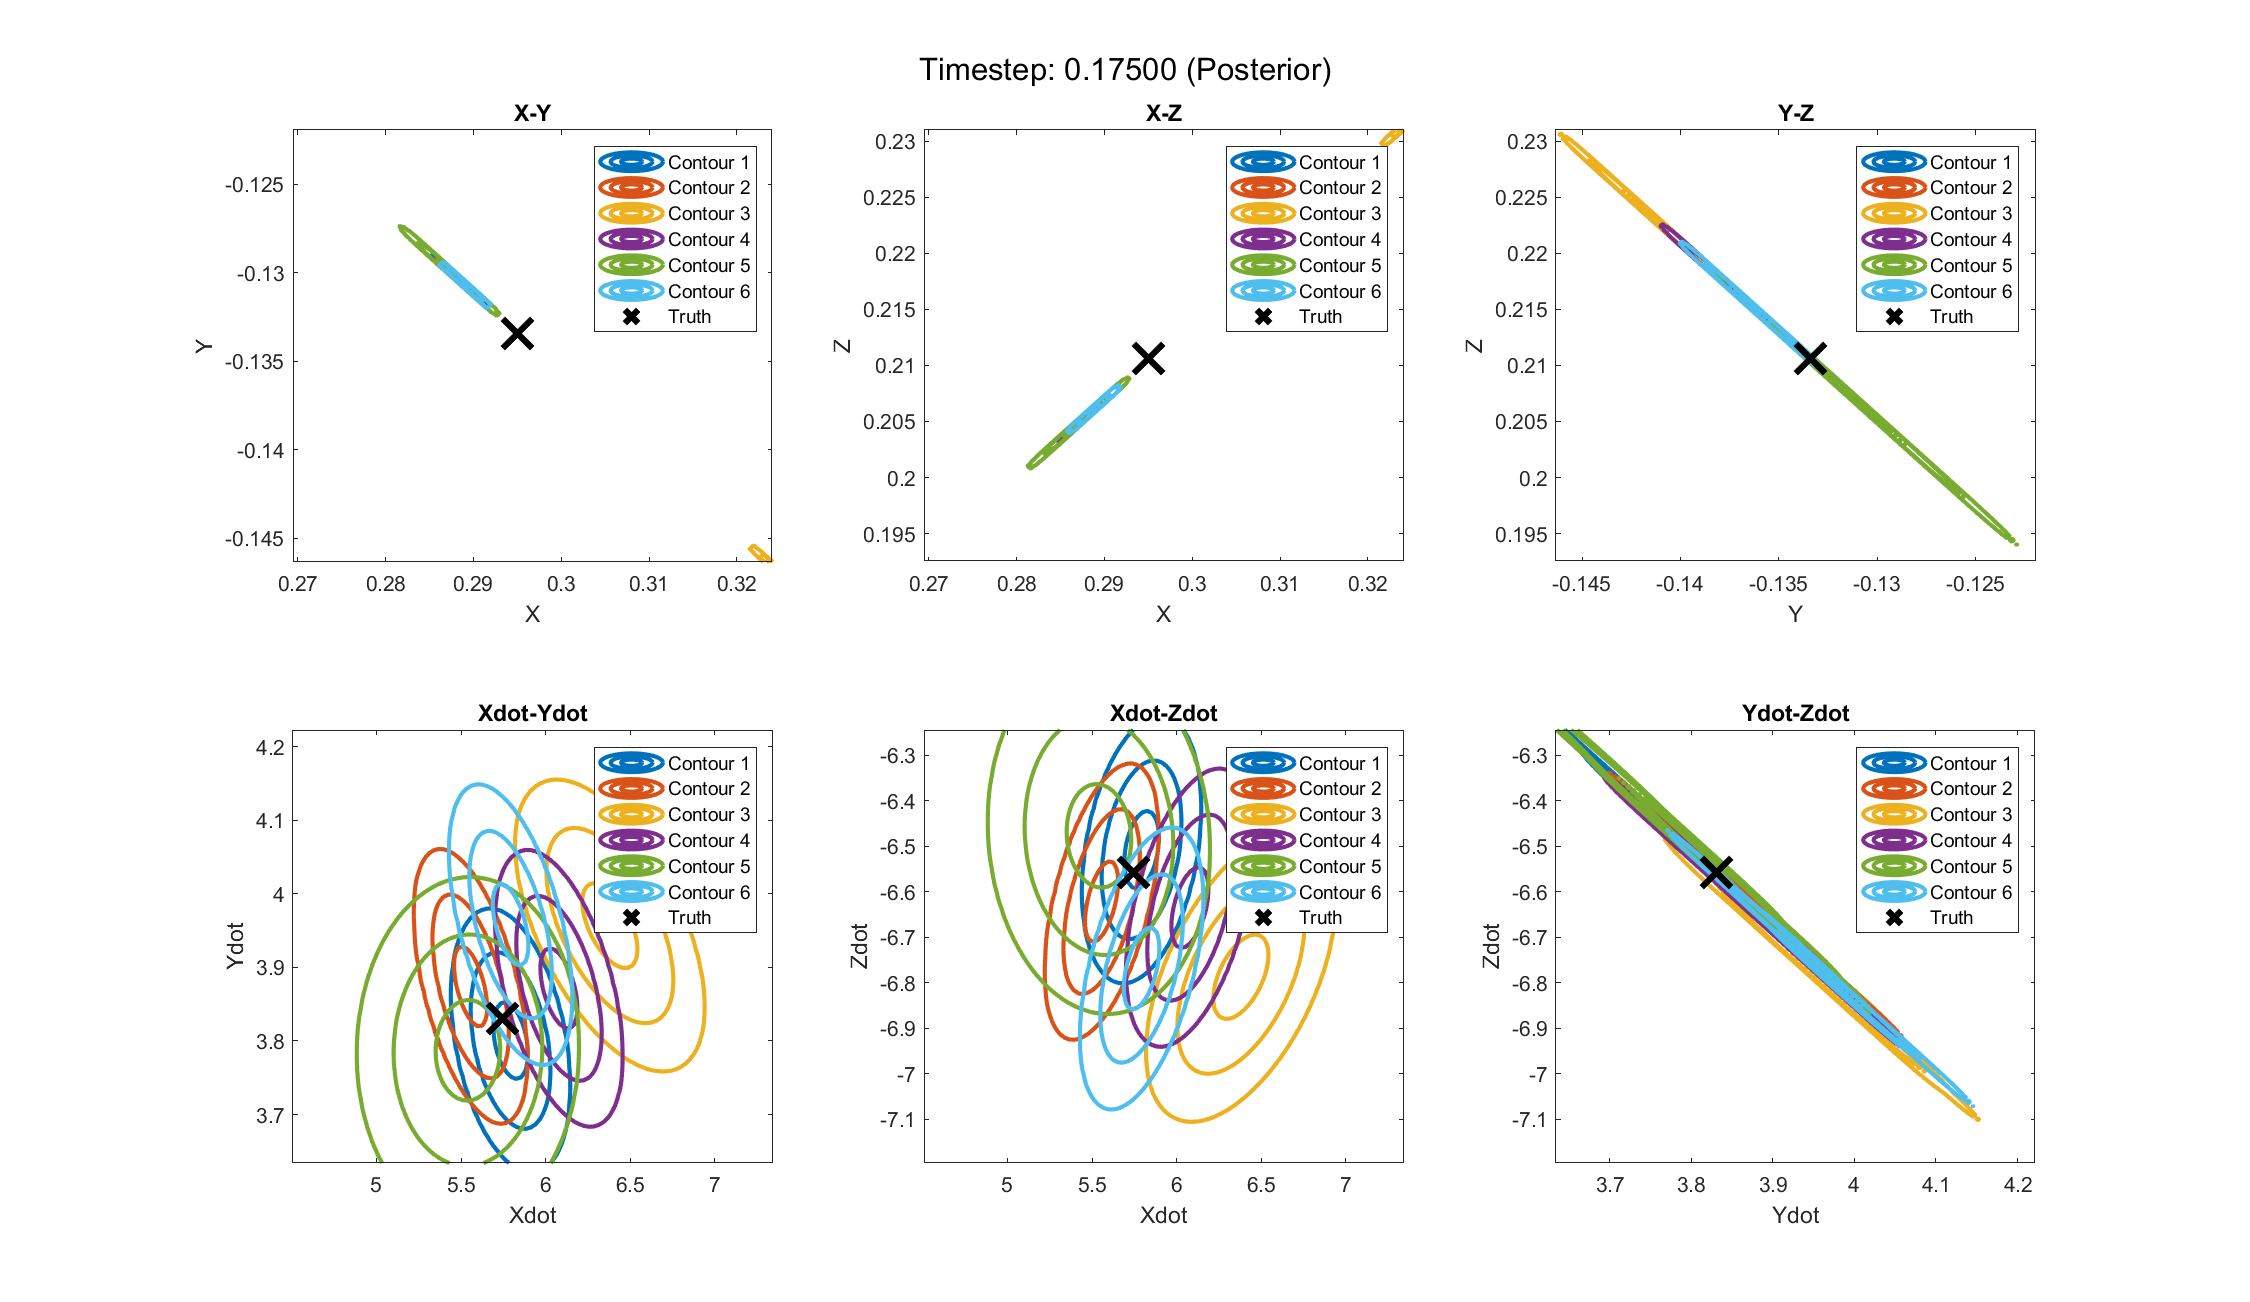 Timestep: 0.17500 (Posterior)
X-Y
-0.125
-0.13
-0.135
-0.14
-0.145
Y
0.27 0.28 0.29 0.3 0.31 0.32
X
Contour 1
Contour 2
Contour 3
Contour 4
Contour 5
Contour 6
Truth
X-Z
0.23
0.225
0.22
0.215
0.21
0.205
0.2
0.195
Z
0.27 0.28 0.29 0.3 0.31 0.32
X
Contour 1
Contour 2
Contour 3
Contour 4
Contour 5
Contour 6
Truth
Y-Z
0.23
0.225
0.22
0.215
0.21
0.205
0.2
0.195
Z
-0.145 -0.14 -0.135 -0.13 -0.125
Y
Contour 1
Contour 2
Contour 3
Contour 4
Contour 5
Contour 6
Truth
Xdot-Ydot
4.2
4.1
4
3.9
3.8
3.7
Ydot
5 5.5 6 6.5 7
Xdot
Contour 1
Contour 2
Contour 3
Contour 4
Contour 5
Contour 6
Truth
Xdot-Zdot
-6.3
-6.4
-6.5
-6.6
-6.7
-6.8
-6.9
-7
-7.1
Zdot
5 5.5 6 6.5 7
Xdot
Contour 1
Contour 2
Contour 3
Contour 4
Contour 5
Contour 6
Truth
Ydot-Zdot
-6.3
-6.4
-6.5
-6.6
-6.7
-6.8
-6.9
-7
-7.1
Zdot
3.7 3.8 3.9 4 4.1 4.2
Ydot
Contour 1
Contour 2
Contour 3
Contour 4
Contour 5
Contour 6
Truth